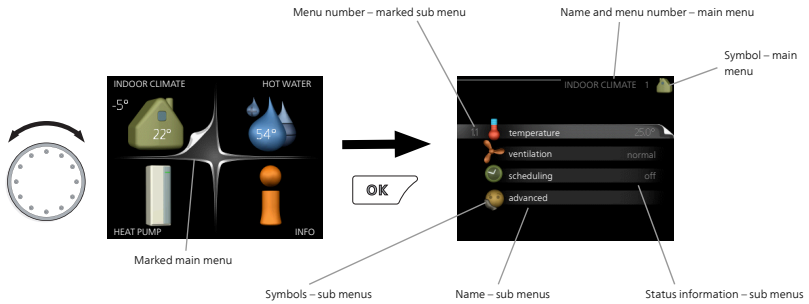 Menu number – marked sub menu
Name and menu number – main menu
Symbol – main
menu
INDOOR CLIMATE
HOT WATER
-5°
22°
54°
HEAT PUMP
INFO
Marked main menu
OK
INDOOR CLIMATE 1
1.1 temperature 25.0°
ventilation normal
scheduling off
advanced
Symbols – sub menus
Name – sub menus
Status information – sub menus